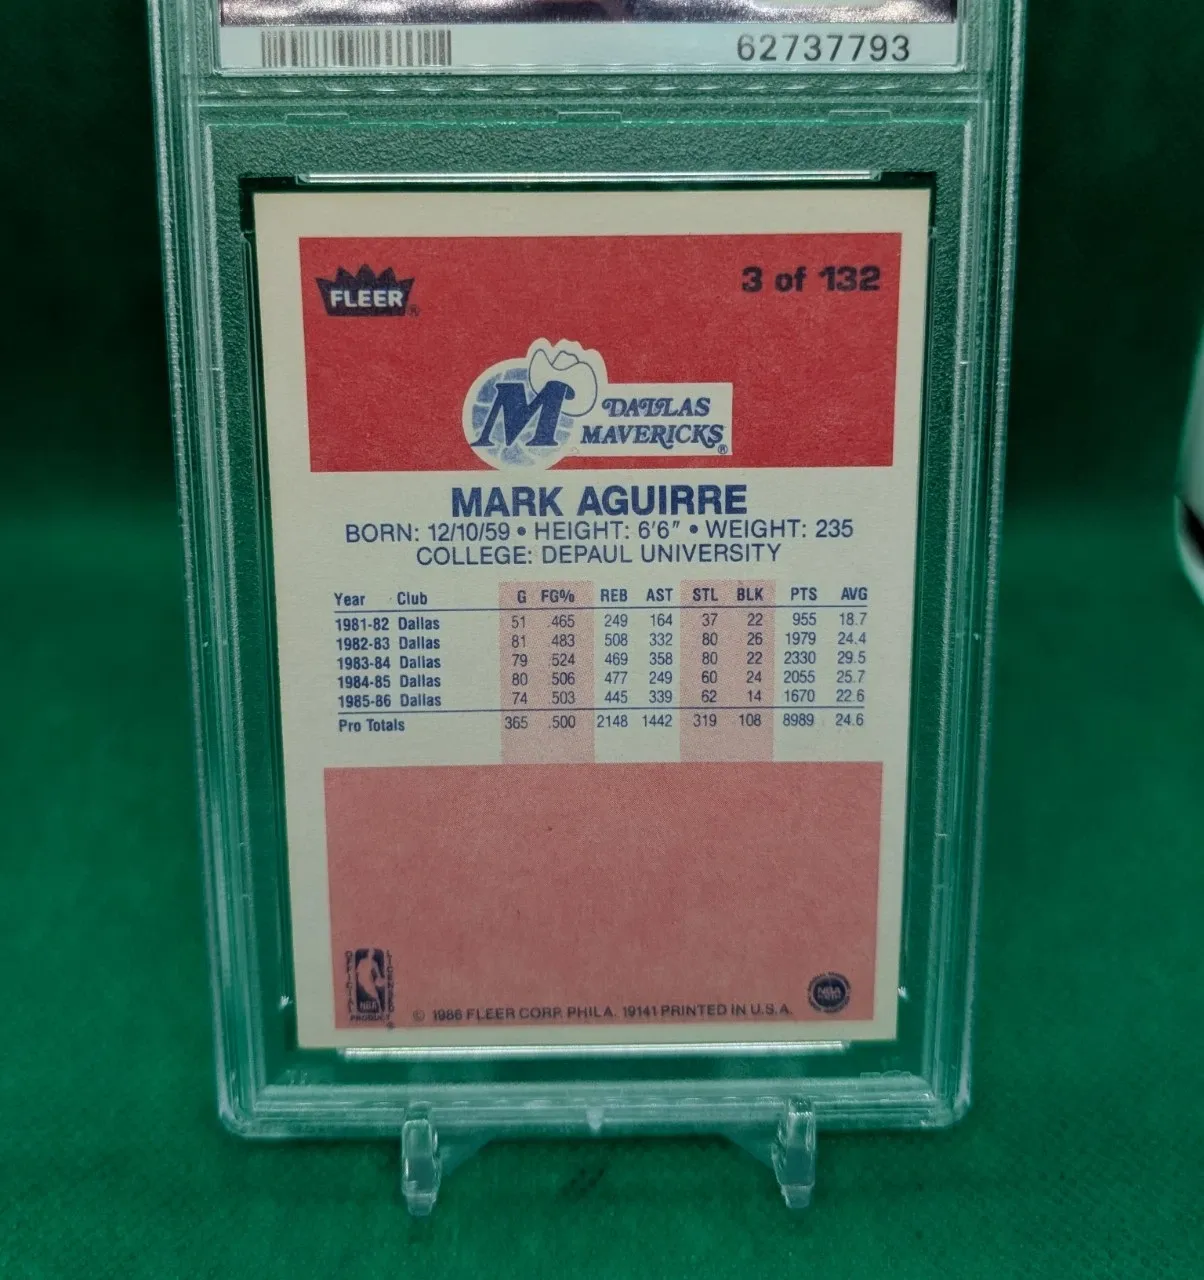 62737793
FLEER®
3 of 132
M DALLAS
MAVERICKS®
MARK AGUIRRE
BORN: 12/10/59 • HEIGHT: 6'6" • WEIGHT: 235
COLLEGE: DEPAUL UNIVERSITY
Year Club G FG% REB AST STL BLK PTS AVG
1981-82 Dallas 51 .465 249 164 37 22 955 18.7
1982-83 Dallas 81 .483 508 332 80 26 1979 24.4
1983-84 Dallas 79 .524 469 358 80 22 2330 29.5
1984-85 Dallas 80 .506 477 249 60 24 2055 25.7
1985-86 Dallas 74 .503 445 339 62 14 1670 22.6
Pro Totals 365 .500 2148 1442 319 108 8989 24.6
OFFICIAL LICENSED
NBA
PRODUCT®
NBA
© 1986 FLEER CORP. PHILA. 19141 PRINTED IN U.S.A.